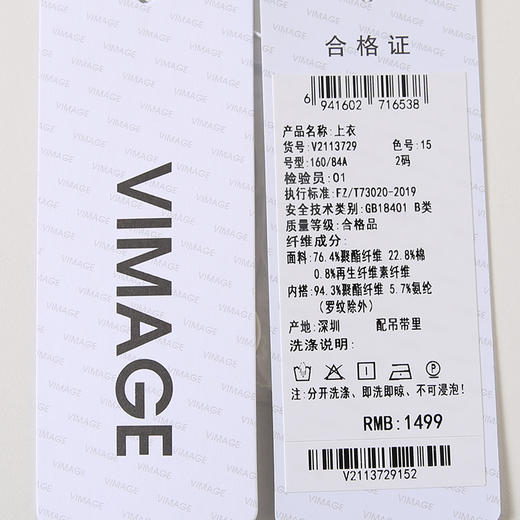 VIMAGE
合格证
6 941602 716538
产品名称:上衣
货号:V2113729 色号:15
号型:160/84A 2码
检验员:01
执行标准:FZ/T73020-2019
安全技术类别:GB18401 B类
质量等级:合格品
纤维成分:
面料:76.4%聚酯纤维 22.8%棉
0.8%再生纤维素纤维
内搭:94.3%聚酯纤维 5.7%氨纶
(罗纹除外)
产地:深圳 配吊带里
洗涤说明:
注:分开洗涤、即洗即晾、不可浸泡!
RMB:1499
V2113729152